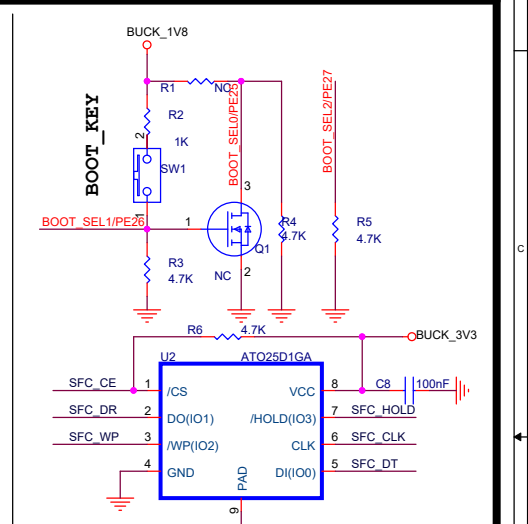 BUCK_1V8
R1
NC
R2
1K
2
BOOT_KEY
SW1
1
BOOT_SEL0/PE25
BOOT_SEL2/PE27
3
BOOT_SEL1/PE26
1
Q1
2
NC
R3
4.7K
R4
4.7K
R5
4.7K
C
R6
4.7K
BUCK_3V3
U2
ATO25D1GA
C8
100nF
SFC_CE
1
/CS
VCC
8
SFC_DR
2
DO(IO1)
/HOLD(IO3)
7
SFC_HOLD
SFC_WP
3
/WP(IO2)
CLK
6
SFC_CLK
4
GND
DI(IO0)
5
SFC_DT
PAD
9